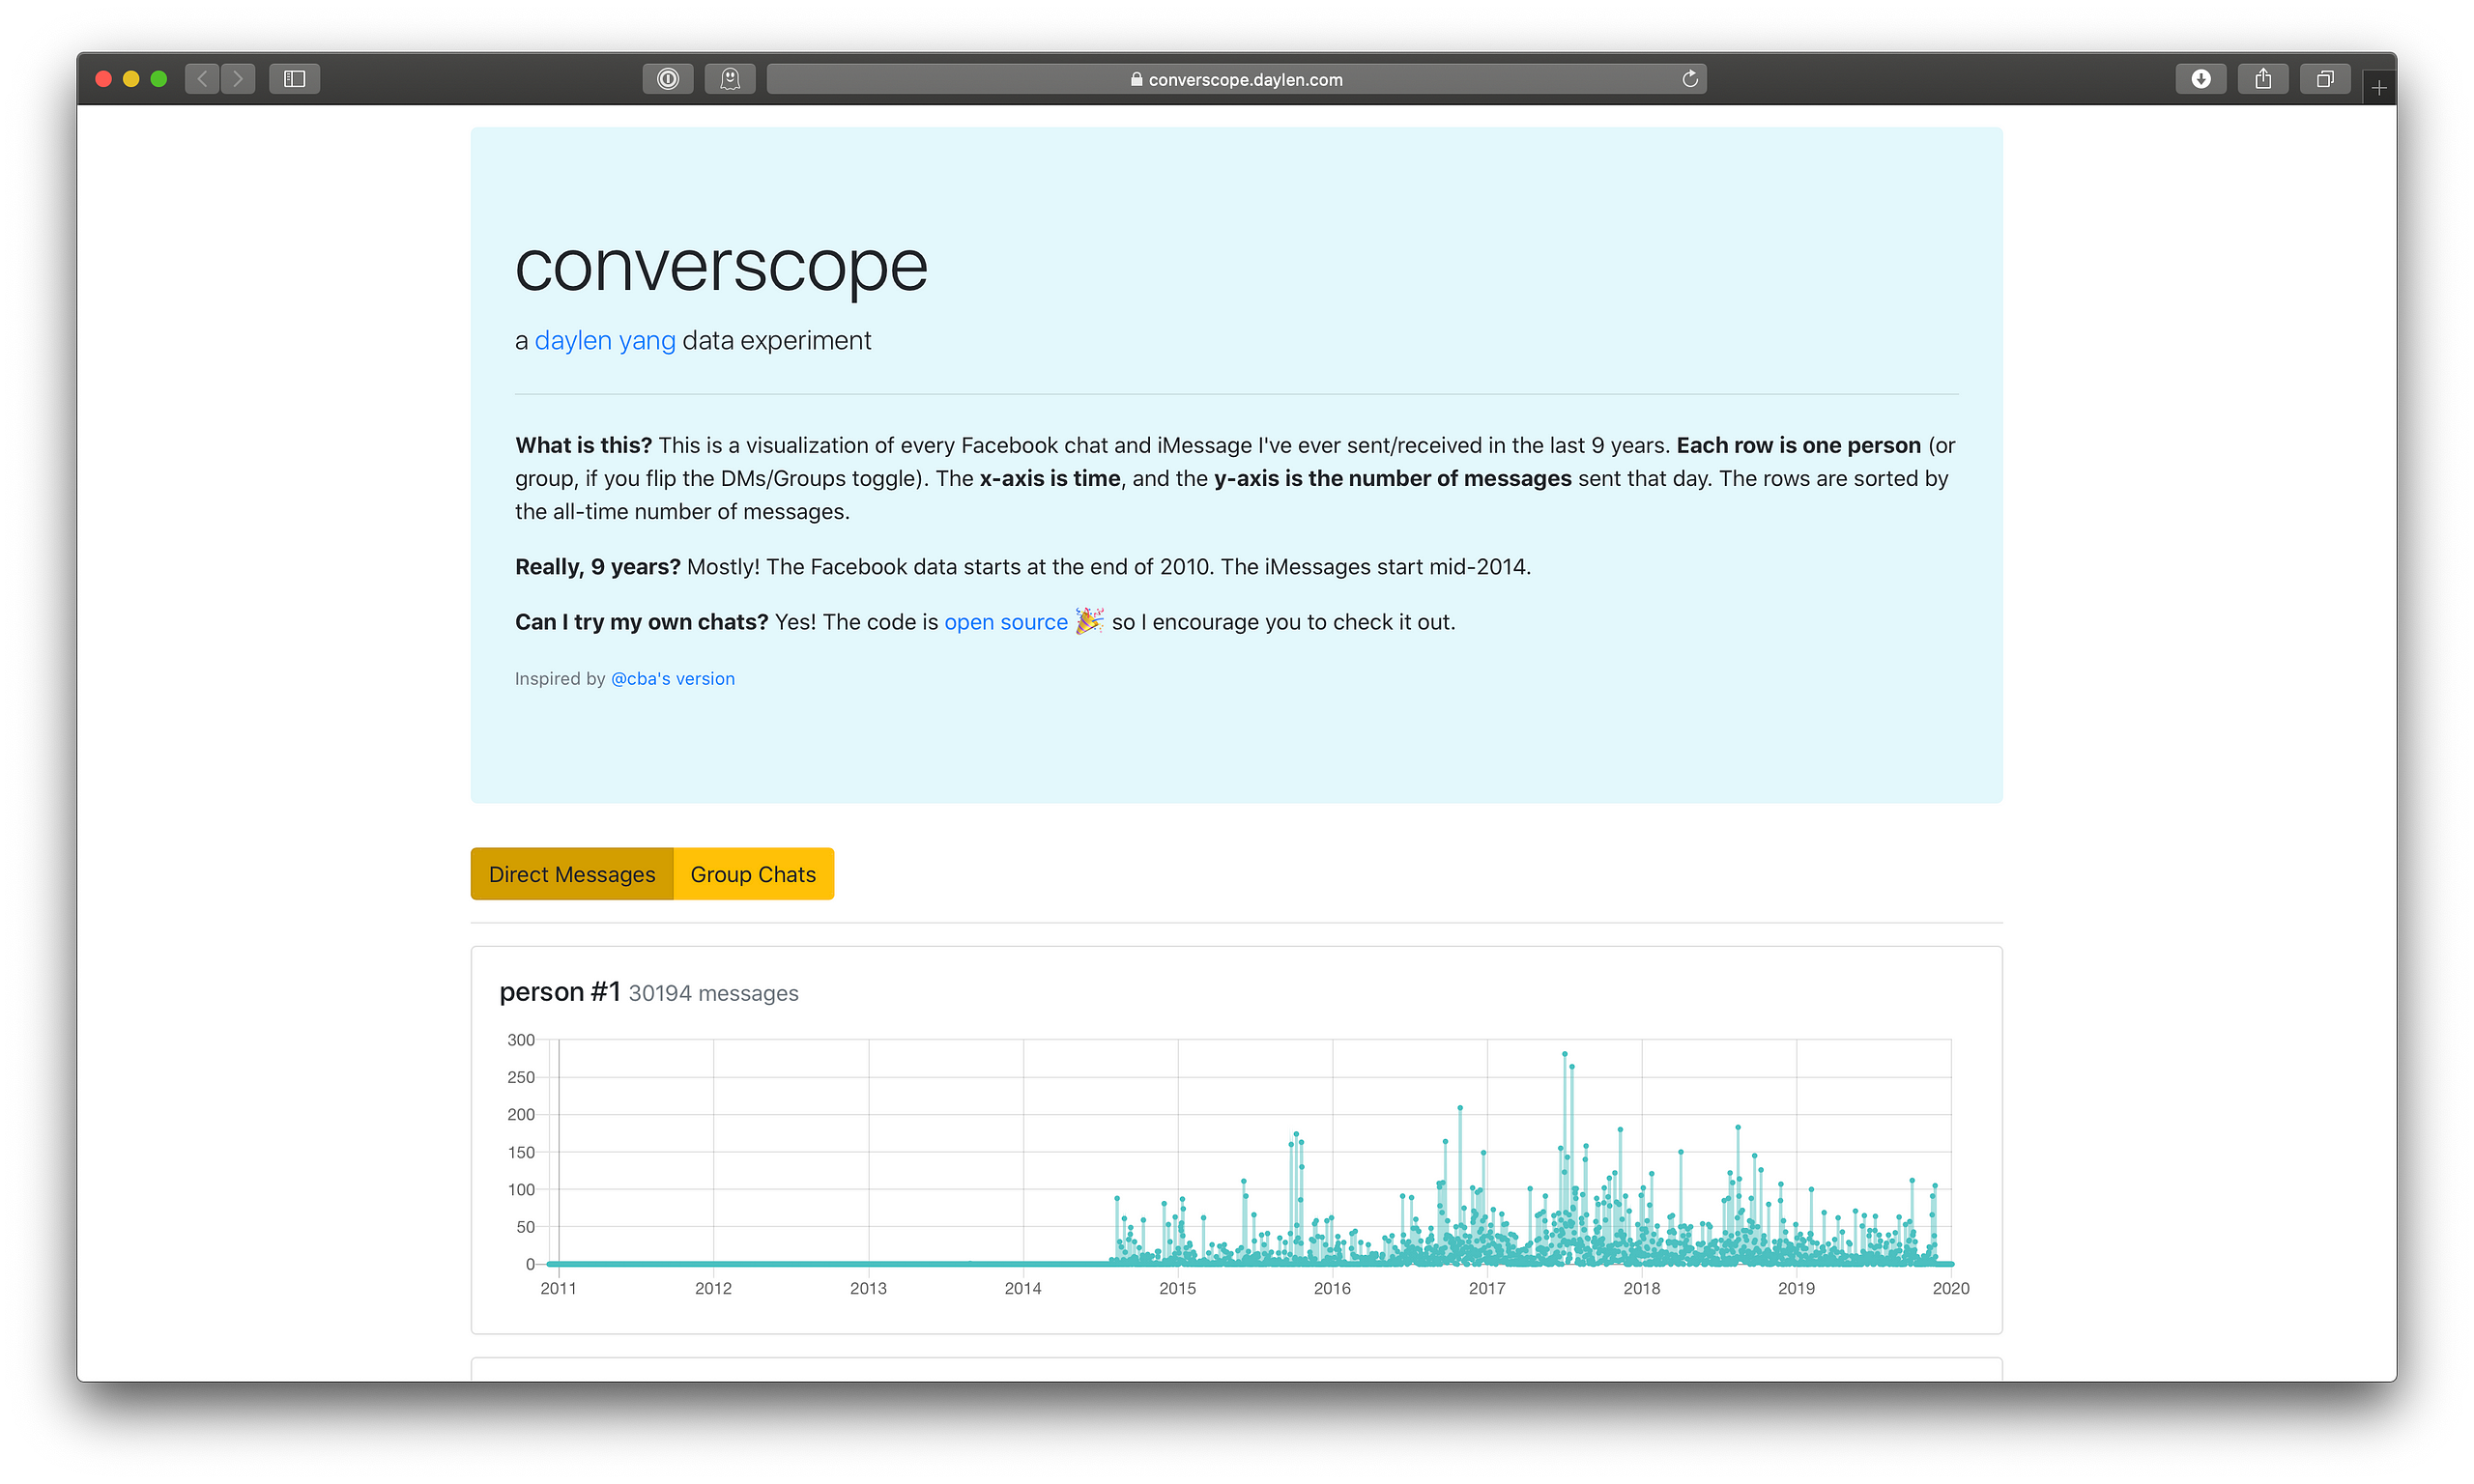 converscope.daylen.com
converscope
a daylen yang data experiment
What is this? This is a visualization of every Facebook chat and iMessage I've ever sent/received in the last 9 years. Each row is one person (or
group, if you flip the DMs/Groups toggle). The x-axis is time, and the y-axis is the number of messages sent that day. The rows are sorted by
the all-time number of messages.
Really, 9 years? Mostly! The Facebook data starts at the end of 2010. The iMessages start mid-2014.
Can I try my own chats? Yes! The code is open source 🎉 so I encourage you to check it out.
Inspired by @cba's version
Direct Messages Group Chats
person #1 30194 messages
300
250
200
150
100
50
0
2011 2012 2013 2014 2015 2016 2017 2018 2019 2020